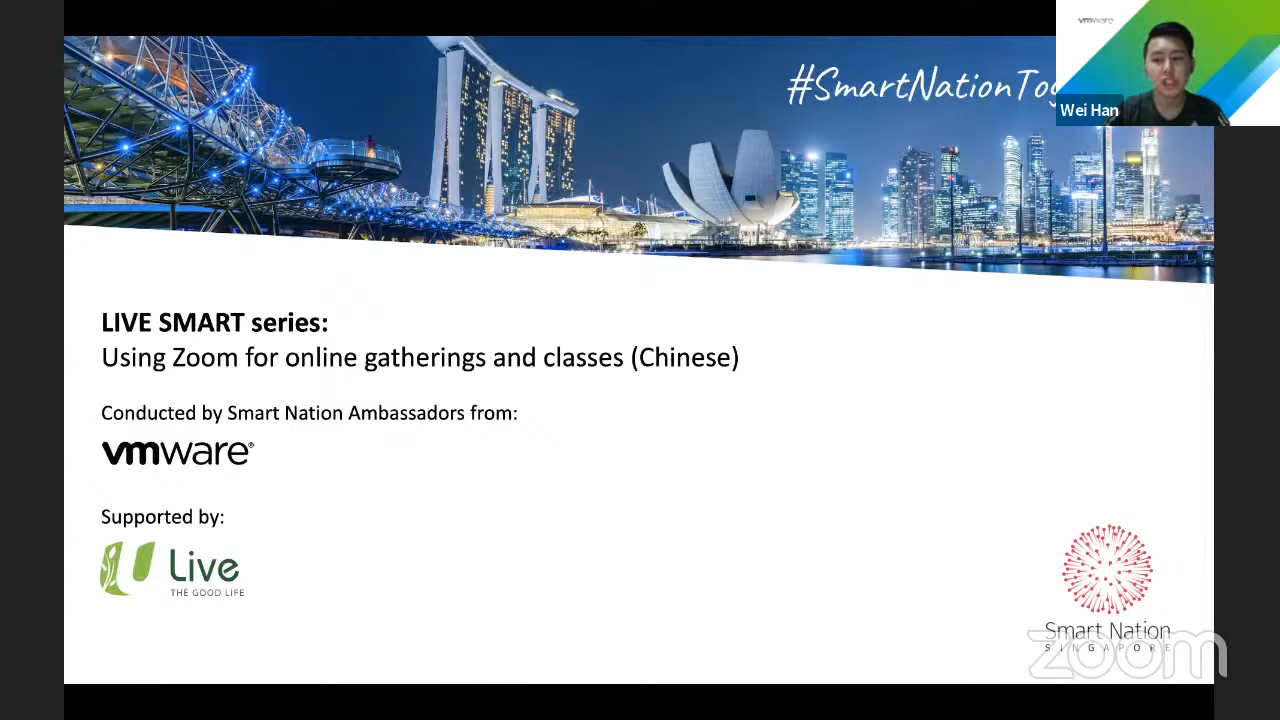 vmware
#SmartNationTog
Wei Han
LIVE SMART series:
Using Zoom for online gatherings and classes (Chinese)
Conducted by Smart Nation Ambassadors from:
vmware®
Supported by:
U Live
THE GOOD LIFE
Smart Nation
SINGAPORE
zoom